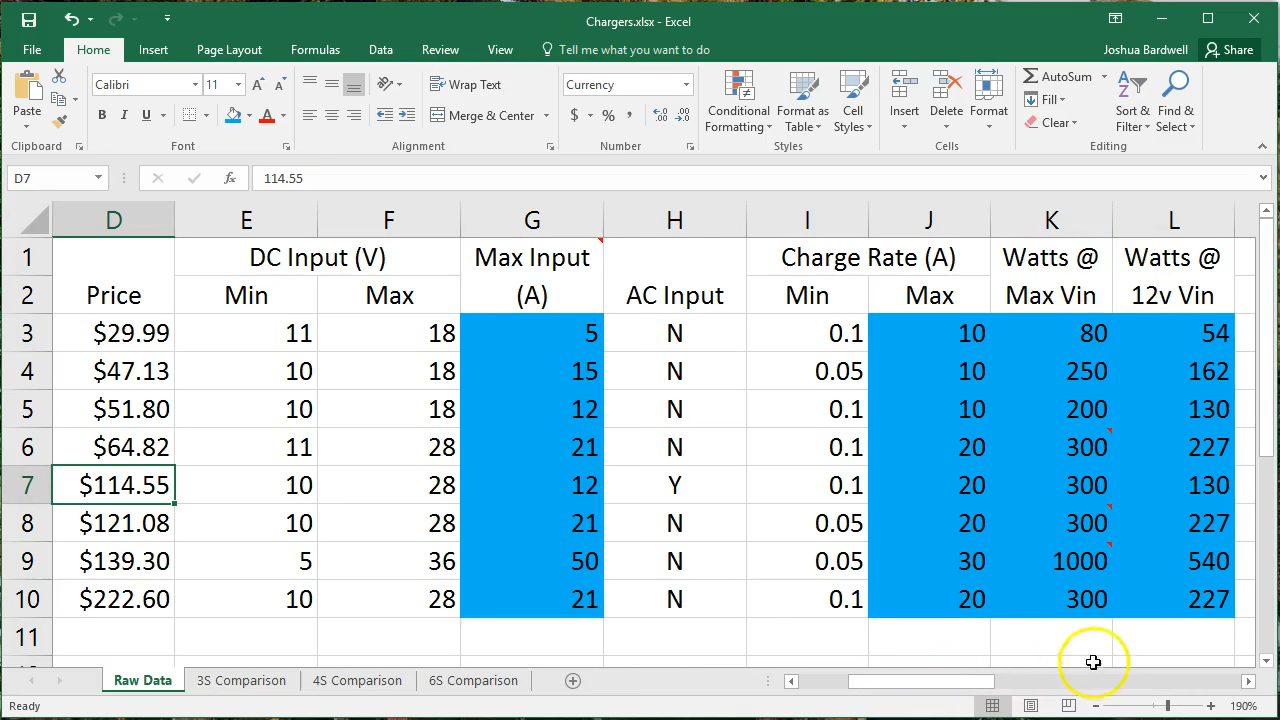 Chargers.xlsx - Excel
File Home Insert Page Layout Formulas Data Review View Tell me what you want to do Joshua Bardwell Share
Paste
Calibri 11
B I U
Wrap Text
Merge & Center
Currency
$ % ,
Conditional Formatting
Format as Table
Cell Styles
Insert
Delete
Format
AutoSum
Fill
Clear
Sort & Filter
Find & Select
Clipboard Font Alignment Number Styles Cells Editing
D7 fx 114.55
D E F G H I J K L
1 DC Input (V) Max Input Charge Rate (A) Watts @ Watts @
2 Price Min Max (A) AC Input Min Max Max Vin 12v Vin
3 $29.99 11 18 5 N 0.1 10 80 54
4 $47.13 10 18 15 N 0.05 10 250 162
5 $51.80 10 18 12 N 0.1 10 200 130
6 $64.82 11 28 21 N 0.1 20 300 227
7 $114.55 10 28 12 Y 0.1 20 300 130
8 $121.08 10 28 21 N 0.05 20 300 227
9 $139.30 5 36 50 N 0.05 30 1000 540
10 $222.60 10 28 21 N 0.1 20 300 227
11
Raw Data 3S Comparison 4S Comparison 6S Comparison
Ready 190%